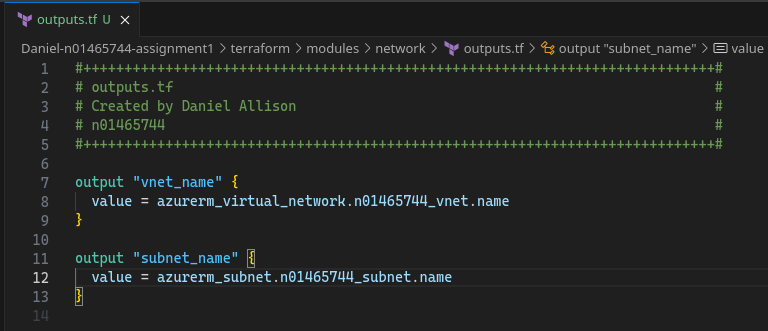 outputs.tf U ×
Daniel-n01465744-assignment1 > terraform > modules > network > outputs.tf > output "subnet_name" > value
1 #+++++++++++++++++++++++++++++++++++++++++++++++++++++++++++++++++++++++++++++#
2 # outputs.tf #
3 # Created by Daniel Allison #
4 # n01465744 #
5 #+++++++++++++++++++++++++++++++++++++++++++++++++++++++++++++++++++++++++++++#
6
7 output "vnet_name" {
8 value = azurerm_virtual_network.n01465744_vnet.name
9 }
10
11 output "subnet_name" {
12 value = azurerm_subnet.n01465744_subnet.name
13 }
14